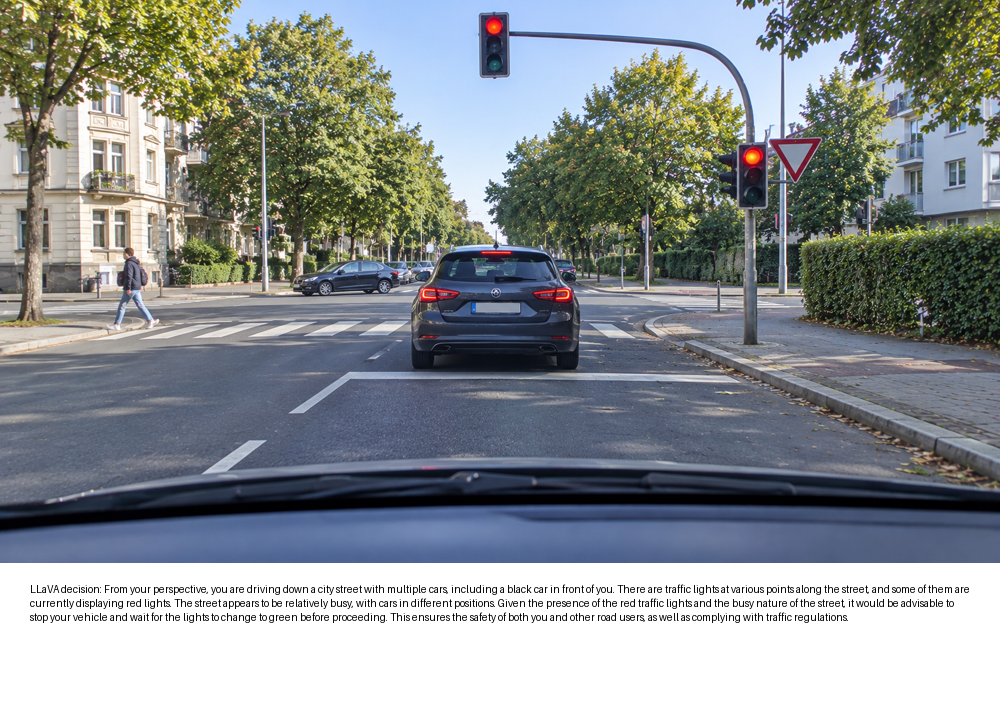 LLaVA decision: From your perspective, you are driving down a city street with multiple cars, including a black car in front of you. There are traffic lights at various points along the street, and some of them are
currently displaying red lights. The street appears to be relatively busy, with cars in different positions. Given the presence of the red traffic lights and the busy nature of the street, it would be advisable to
stop your vehicle and wait for the lights to change to green before proceeding. This ensures the safety of both you and other road users, as well as complying with traffic regulations.